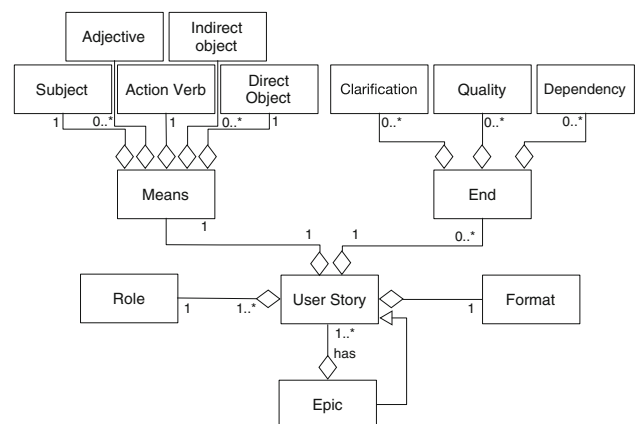 Adjective
Indirect
object
Subject
Action Verb
Direct
Object
Clarification
Quality
Dependency
1
0..*
1
0..*
1
0..*
0..*
0..*
Means
End
1
1
1
0..*
Role
User Story
Format
1
1..*
1
1..*
has
Epic